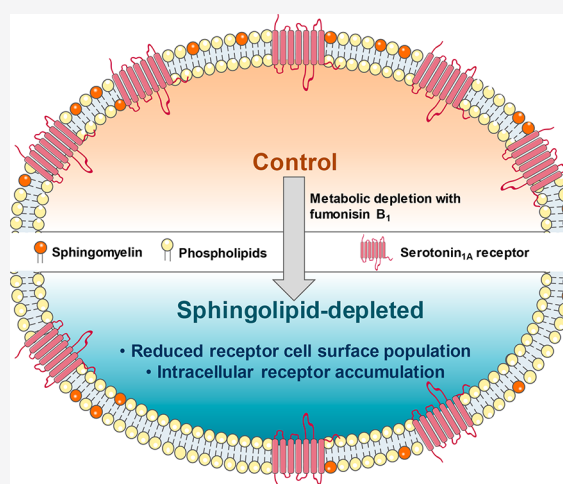 Control
Metabolic depletion with
fumonisin B1
Sphingomyelin
Phospholipids
Serotonin1A receptor
Sphingolipid-depleted
• Reduced receptor cell surface population
• Intracellular receptor accumulation